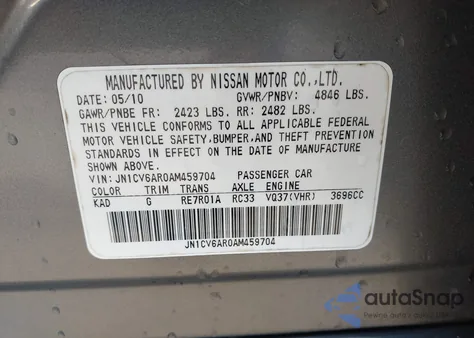 MANUFACTURED BY NISSAN MOTOR CO.,LTD.
DATE: 05/10 GVWR/PNBV: 4846 LBS.
GAWR/PNBE FR: 2423 LBS. RR: 2482 LBS.
THIS VEHICLE CONFORMS TO ALL APPLICABLE FEDERAL
MOTOR VEHICLE SAFETY, BUMPER, AND THEFT PREVENTION
STANDARDS IN EFFECT ON THE DATE OF MANUFACTURE
SHOWN ABOVE.
VIN: JN1CV6AR0AM459704 PASSENGER CAR
COLOR TRIM TRANS AXLE ENGINE
KAD G RE7R01A RC33 VQ37(VHR) 3696CC
JN1CV6AR0AM459704
autoSnap